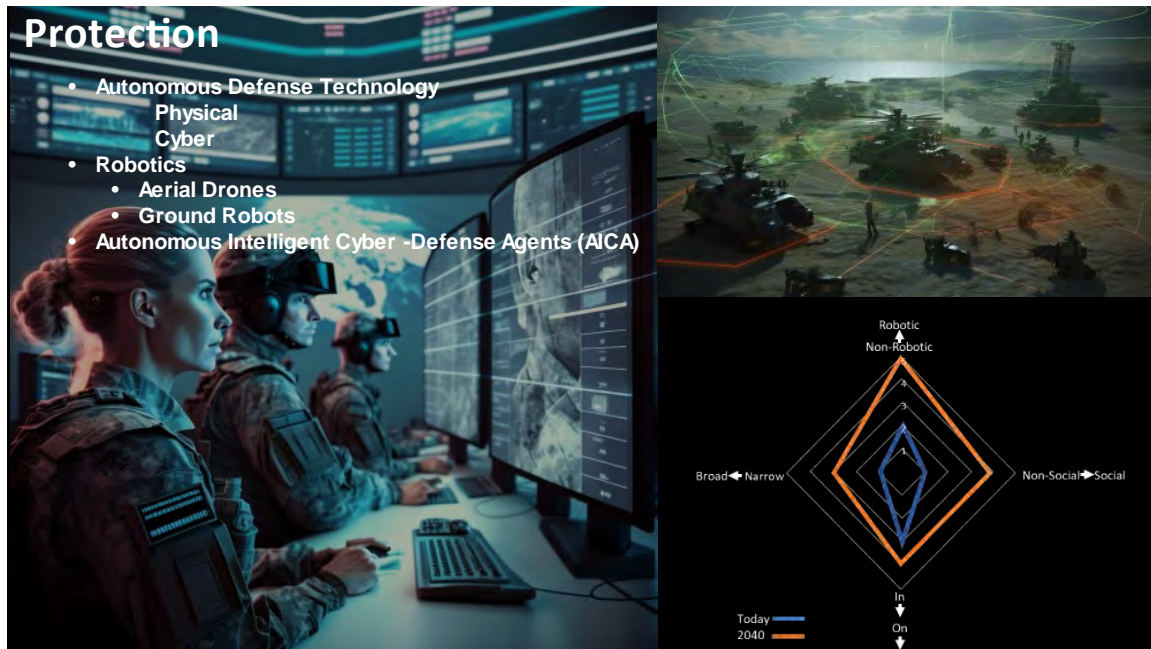 Protection
• Autonomous Defense Technology
Physical
Cyber
• Robotics
• Aerial Drones
• Ground Robots
• Autonomous Intelligent Cyber -Defense Agents (AICA)
Robotic
Non-Robotic
5
4
3
2
1
Broad Narrow
Non-Social Social
In
On
Today
2040